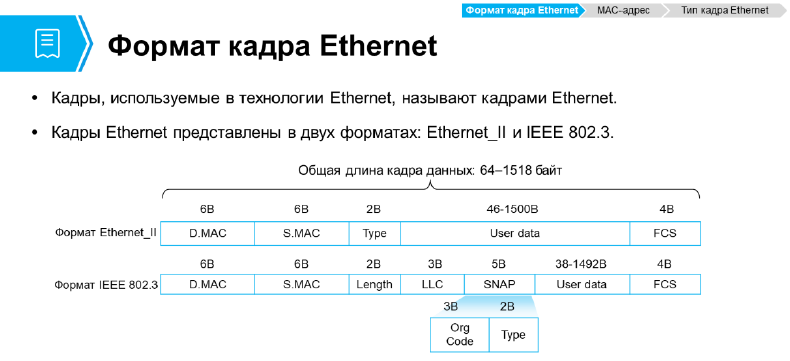 Формат кадра Ethernet
MAC-адрес
Тип кадра Ethernet
Формат кадра Ethernet
• Кадры, используемые в технологии Ethernet, называют кадрами Ethernet.
• Кадры Ethernet представлены в двух форматах: Ethernet_II и IEEE 802.3.
Общая длина кадра данных: 64–1518 байт
6B 6B 2B 46-1500B 4B
Формат Ethernet_II D.MAC S.MAC Type User data FCS
6B 6B 2B 3B 5B 38-1492B 4B
Формат IEEE 802.3 D.MAC S.MAC Length LLC SNAP User data FCS
3B 2B
Org
Code
Type